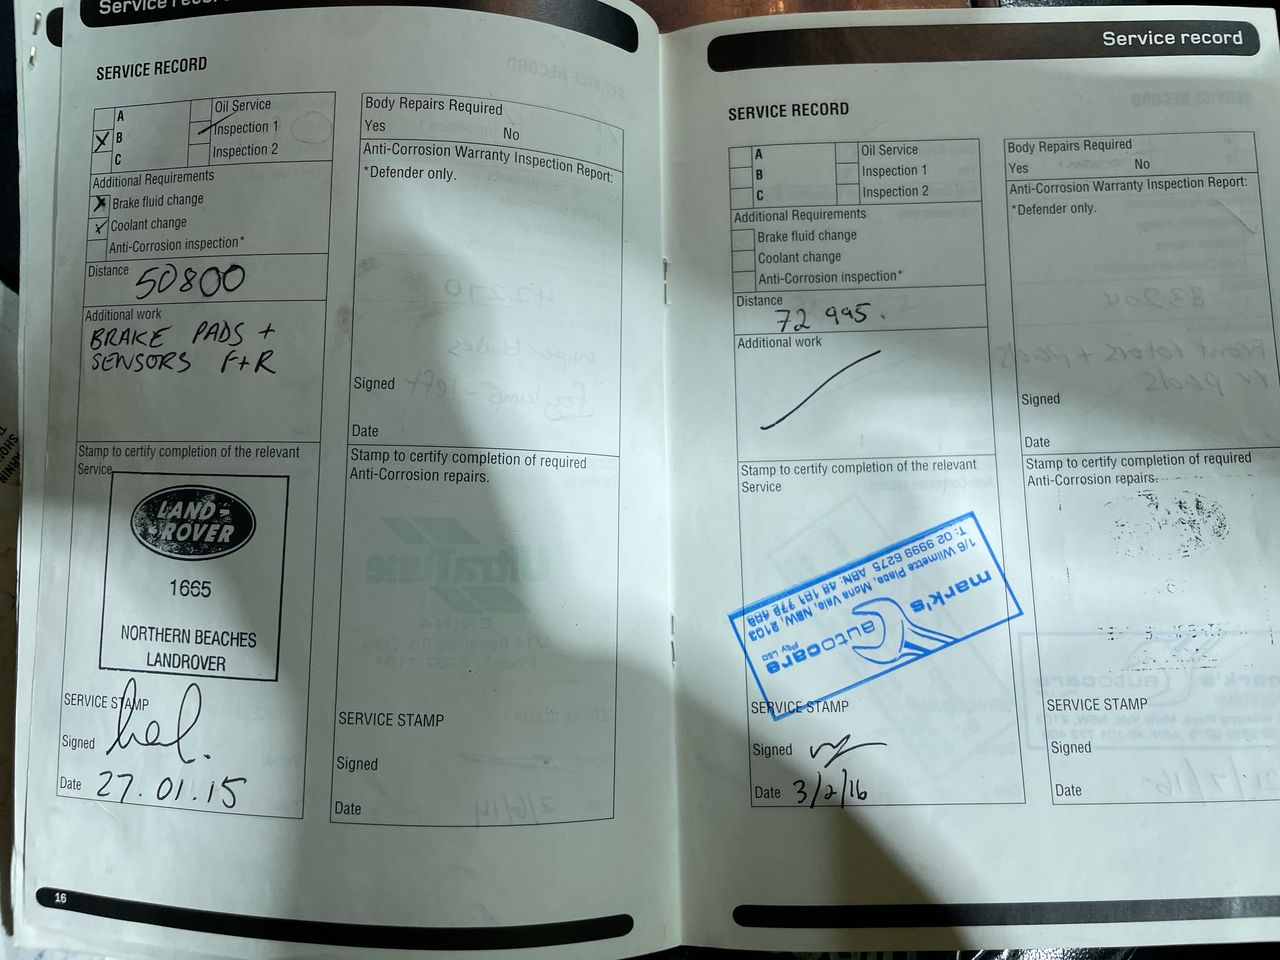 Service record
SERVICE RECORD
A
B
C
Oil Service
Inspection 1
Inspection 2
Additional Requirements
Brake fluid change
Coolant change
Anti-Corrosion inspection*
Distance
50800
Additional work
BRAKE PADS +
SENSORS F+R
Stamp to certify completion of the relevant
Service
LAND-
-ROVER
1665
NORTHERN BEACHES
LANDROVER
SERVICE STAMP
Signed
Date 27.01.15
Body Repairs Required
Yes No
Anti-Corrosion Warranty Inspection Report:
*Defender only.
Signed
Date
Stamp to certify completion of required
Anti-Corrosion repairs.
SERVICE STAMP
Signed
Date
16
Service record
SERVICE RECORD
A
B
C
Oil Service
Inspection 1
Inspection 2
Additional Requirements
Brake fluid change
Coolant change
Anti-Corrosion inspection*
Distance
72 995.
Additional work
Stamp to certify completion of the relevant
Service
mark's
autocare
Pty Ltd
1/6 Wilmette Place, Mona Vale, NSW, 2103
T: 02 9999 6275 ABN: 48 101 772 488
SERVICE STAMP
Signed
Date 3/2/16
Body Repairs Required
Yes No
Anti-Corrosion Warranty Inspection Report:
*Defender only.
Signed
Date
Stamp to certify completion of required
Anti-Corrosion repairs.
SERVICE STAMP
Signed
Date